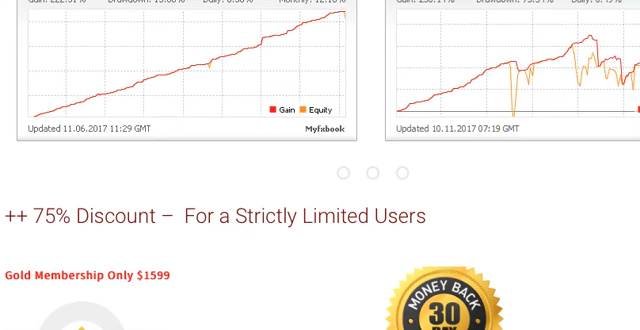 Gain Equity
Updated 11.06.2017 11:29 GMT Myfxbook
Updated 10.11.2017 07:19 GMT
++ 75% Discount – For a Strictly Limited Users
Gold Membership Only $1599
MONEY BACK
30